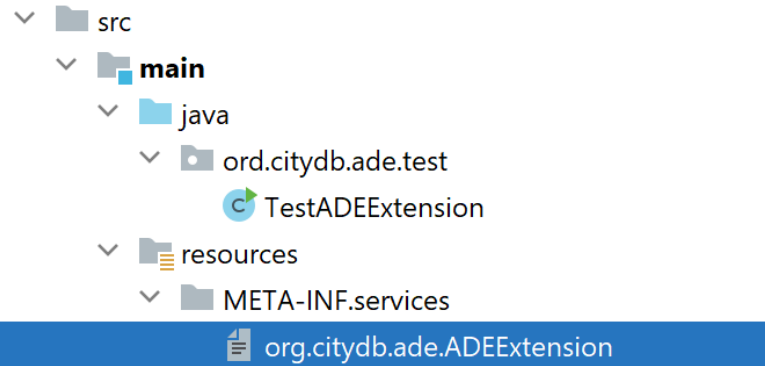 src
main
java
ord.citydb.ade.test
C TestADEExtension
resources
META-INF.services
org.citydb.ade.ADEExtension